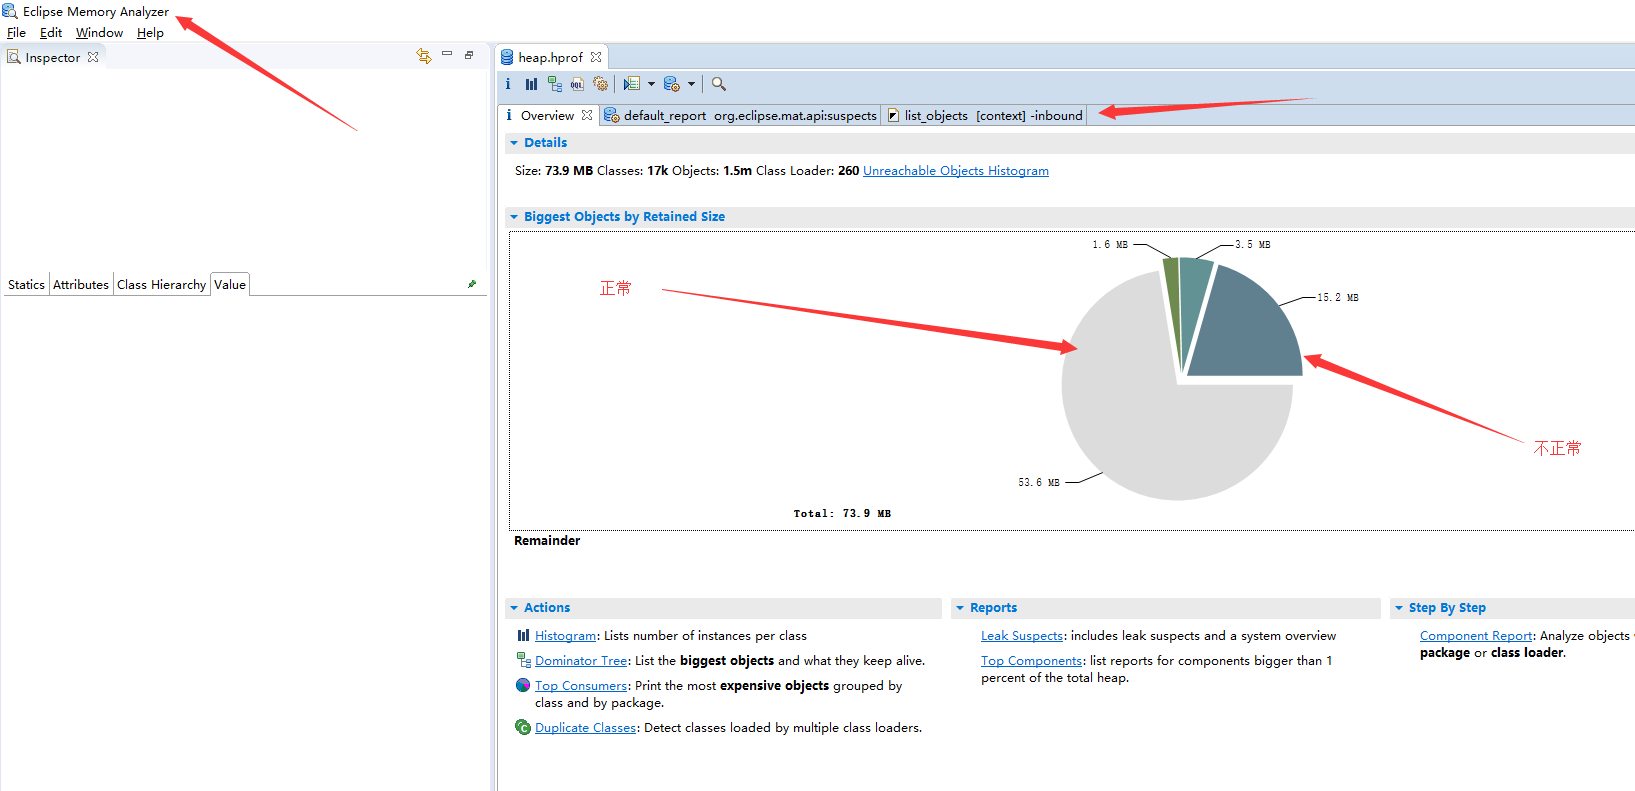 Eclipse Memory Analyzer
File Edit Window Help
Inspector
heap.hprof
OQL
i Overview default_report org.eclipse.mat.api:suspects list_objects [context] -inbound
Details
Size: 73.9 MB Classes: 17k Objects: 1.5m Class Loader: 260 Unreachable Objects Histogram
Biggest Objects by Retained Size
1.6 MB
3.5 MB
15.2 MB
正常
不正常
53.6 MB
Total: 73.9 MB
Remainder
Statics Attributes Class Hierarchy Value
Actions
Histogram: Lists number of instances per class
Dominator Tree: List the biggest objects and what they keep alive.
Top Consumers: Print the most expensive objects grouped by
class and by package.
Duplicate Classes: Detect classes loaded by multiple class loaders.
Reports
Leak Suspects: includes leak suspects and a system overview
Top Components: list reports for components bigger than 1
percent of the total heap.
Step By Step
Component Report: Analyze objects
package or class loader.